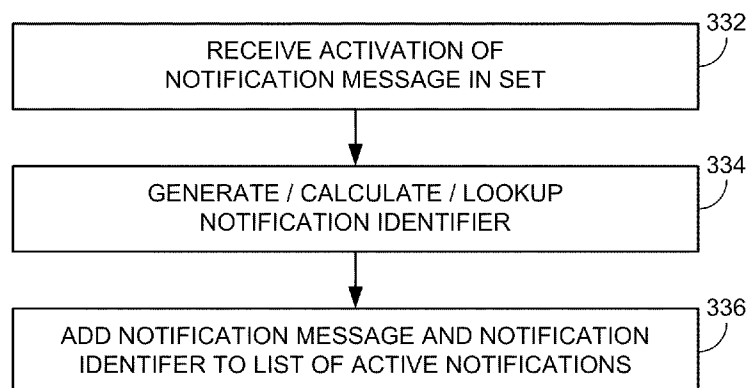 332
RECEIVE ACTIVATION OF
NOTIFICATION MESSAGE IN SET
334
GENERATE / CALCULATE / LOOKUP
NOTIFICATION IDENTIFIER
336
ADD NOTIFICATION MESSAGE AND NOTIFICATION
IDENTIFER TO LIST OF ACTIVE NOTIFICATIONS